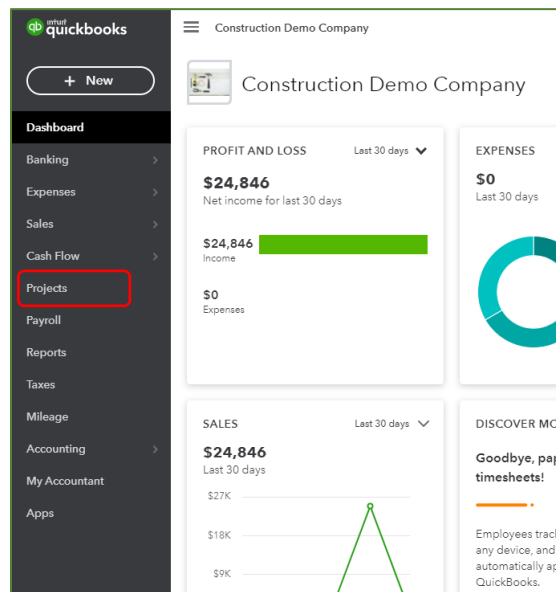 intuit
qb quickbooks
+ New
Dashboard
Banking
Expenses
Sales
Cash Flow
Projects
Payroll
Reports
Taxes
Mileage
Accounting
My Accountant
Apps
Construction Demo Company
Construction Demo Company
PROFIT AND LOSS
Last 30 days
$24,846
Net income for last 30 days
$24,846
Income
$0
Expenses
EXPENSES
$0
Last 30 days
SALES
Last 30 days
$24,846
Last 30 days
$27K
$18K
$9K
DISCOVER MO
Goodbye, pap
timesheets!
Employees track
any device, and
automatically ap
QuickBooks.